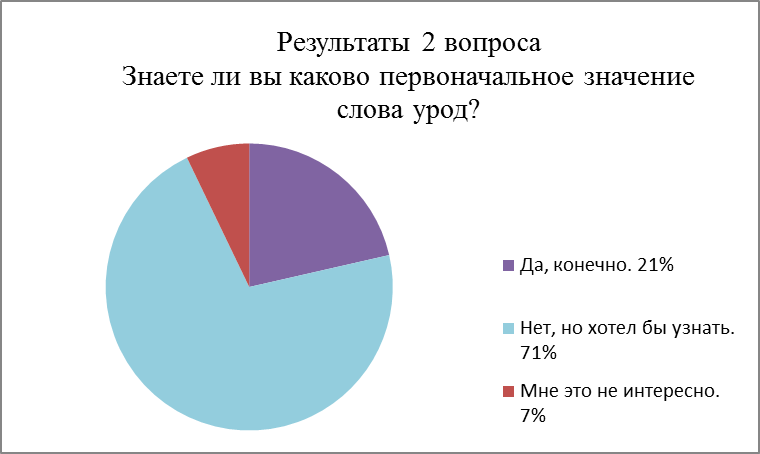 Результаты 2 вопроса
Знаете ли вы каково первоначальное значение
слова урод?
Да, конечно. 21%
Нет, но хотел бы узнать.
71%
Мне это не интересно.
7%